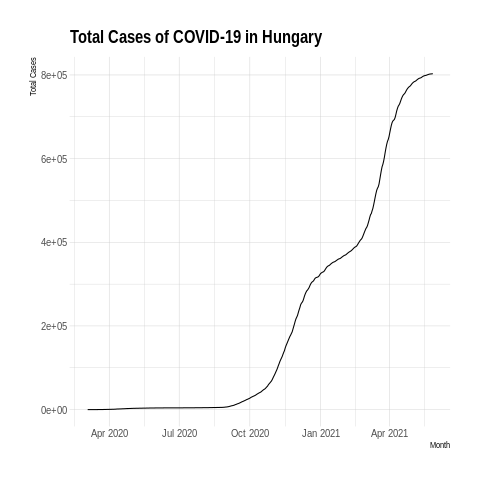 Total Cases of COVID-19 in Hungary
Total Cases
8e+05
6e+05
4e+05
2e+05
0e+00
Apr 2020 Jul 2020 Oct 2020 Jan 2021 Apr 2021
Month